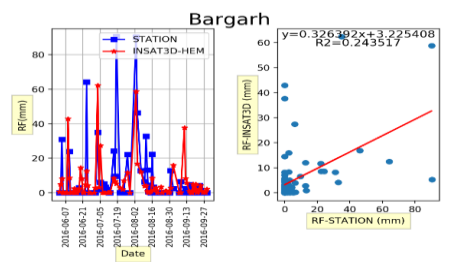 Bargarh
STATION
INSAT3D-HEM
RF(mm)
80
60
40
20
0
2016-06-07
2016-06-21
2016-07-05
2016-07-19
2016-08-02
2016-08-16
2016-08-30
2016-09-13
2016-09-27
Date
y=0.326392x+3.225408
R2=0.243517
RF-INSAT3D (mm)
60
50
40
30
20
10
0
0 20 40 60 80
RF-STATION (mm)